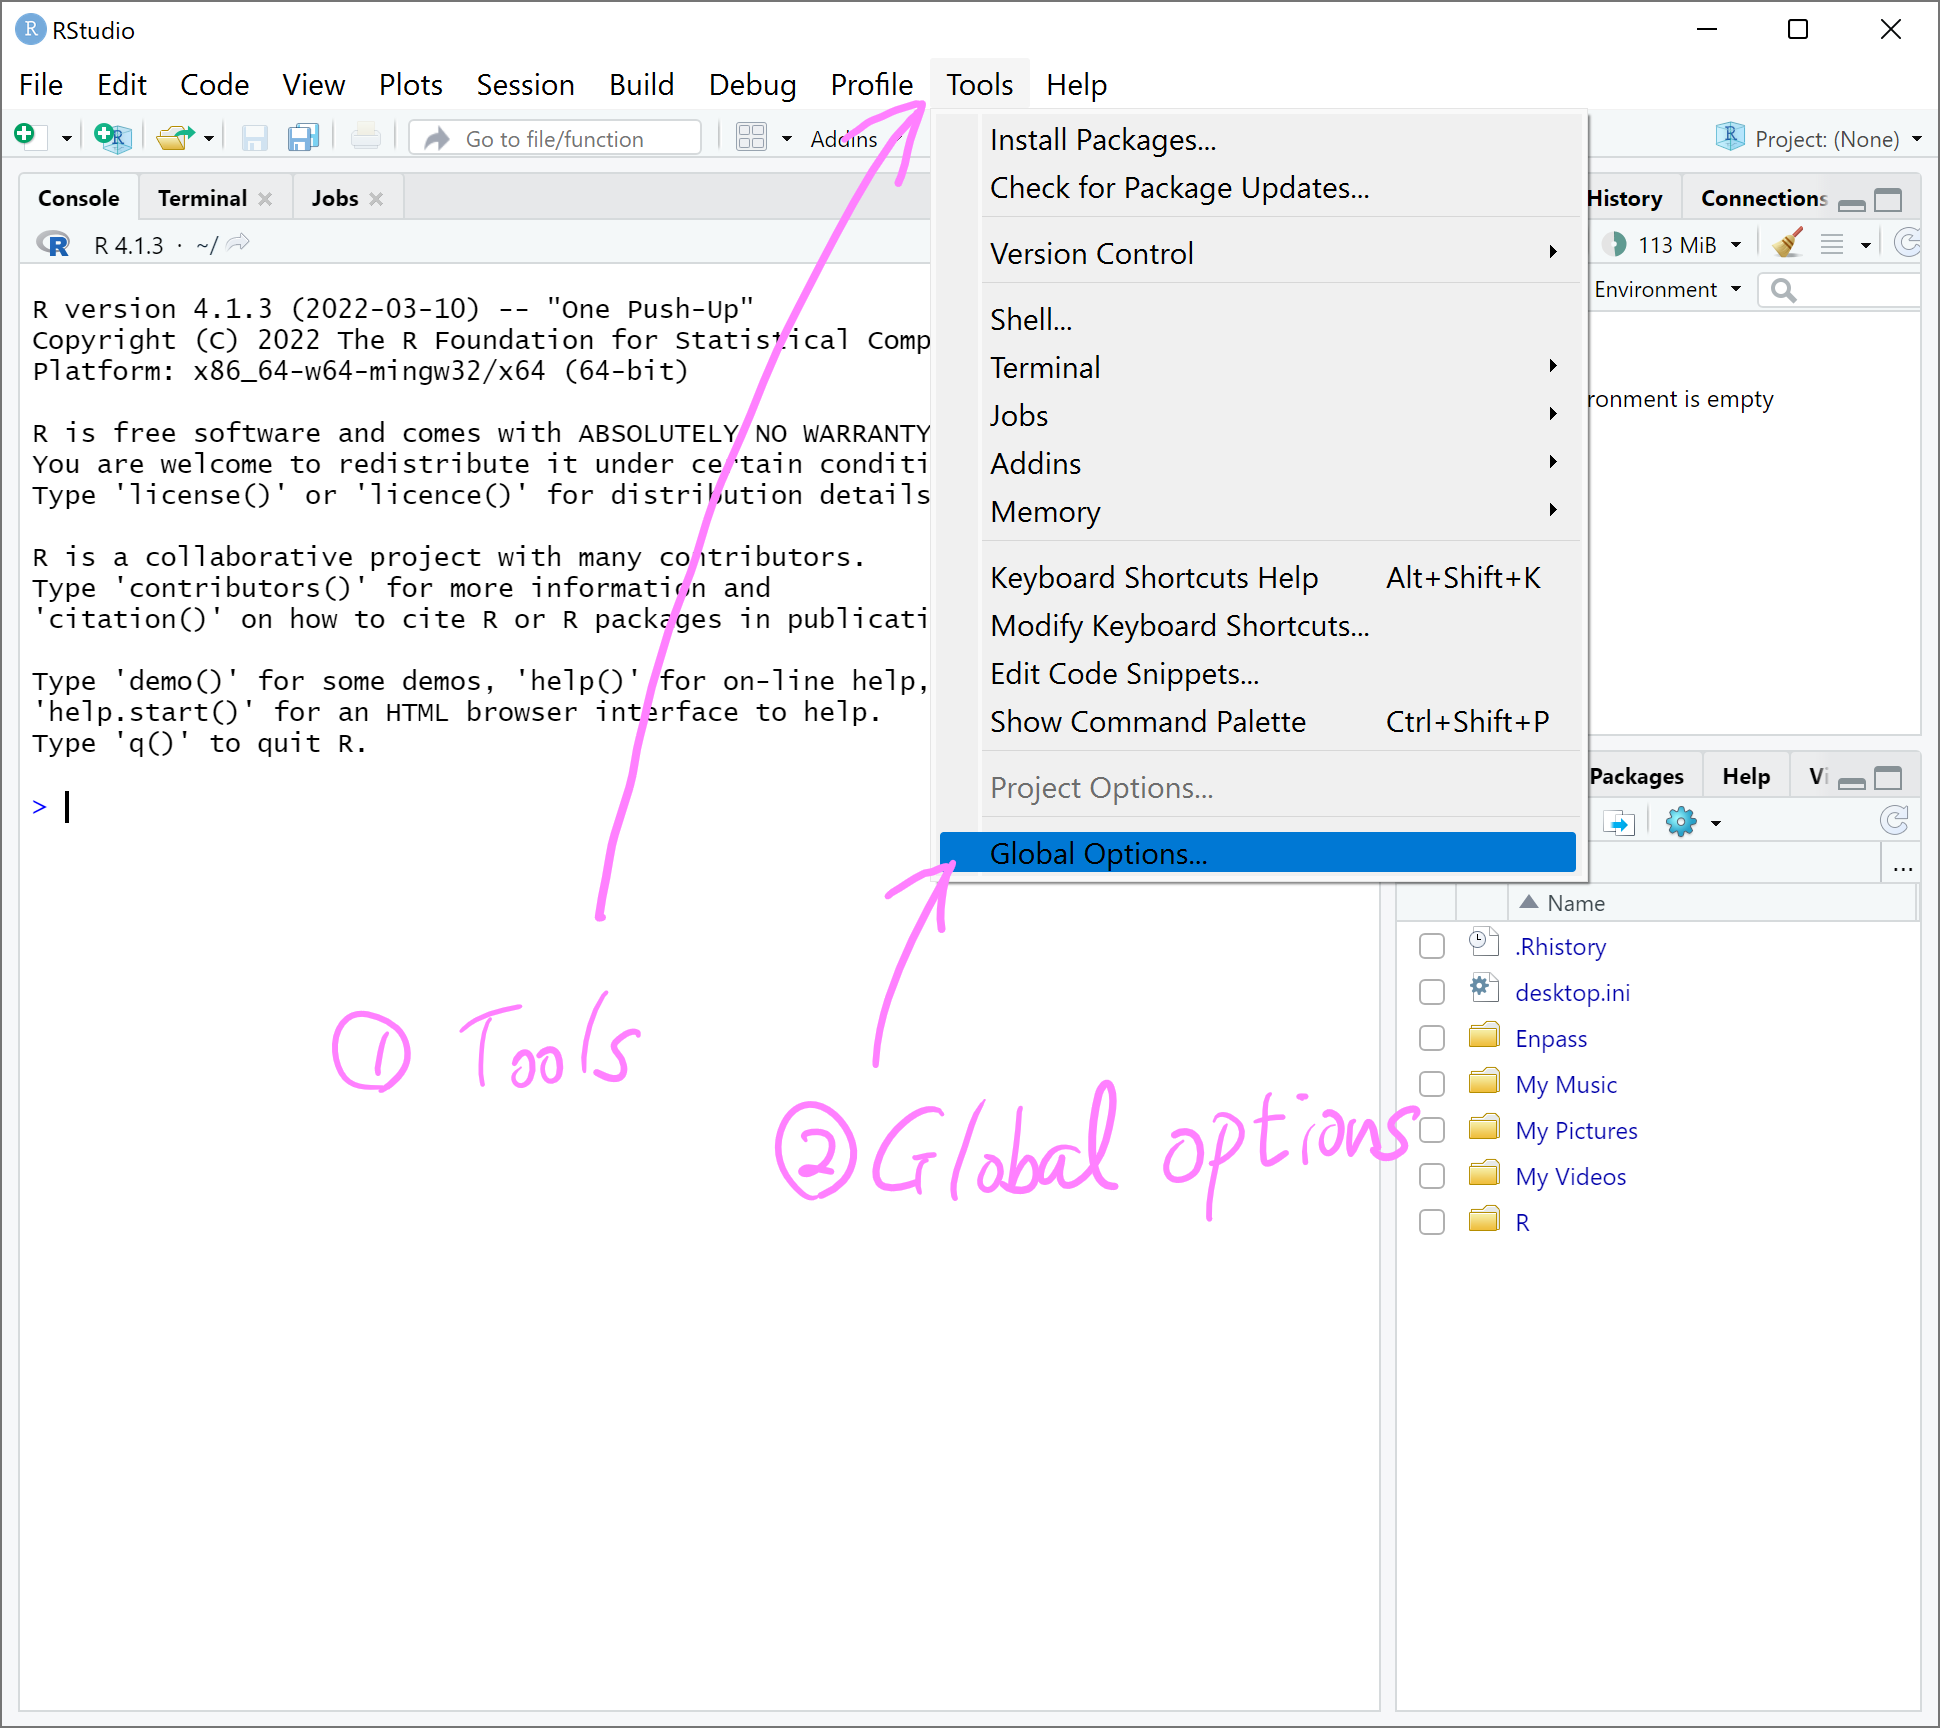 RStudio
File Edit Code View Plots Session Build Debug Profile Tools Help
Go to file/function Addins Project: (None)
Install Packages...
Check for Package Updates...
Version Control
Shell...
Terminal
Jobs
Addins
Memory
Keyboard Shortcuts Help Alt+Shift+K
Modify Keyboard Shortcuts...
Edit Code Snippets...
Show Command Palette Ctrl+Shift+P
Project Options...
Global Options...
Console Terminal Jobs
R 4.1.3 · ~/
R version 4.1.3 (2022-03-10) -- "One Push-Up"
Copyright (C) 2022 The R Foundation for Statistical Comp
Platform: x86_64-w64-mingw32/x64 (64-bit)
R is free software and comes with ABSOLUTELY NO WARRANTY
You are welcome to redistribute it under certain conditi
Type 'license()' or 'licence()' for distribution details
R is a collaborative project with many contributors.
Type 'contributors()' for more information and
'citation()' on how to cite R or R packages in publicati
Type 'demo()' for some demos, 'help()' for on-line help,
'help.start()' for an HTML browser interface to help.
Type 'q()' to quit R.
>
① Tools
② Global options
History Connections
113 MiB
Environment
ronment is empty
Packages Help Vi
...
Name
.Rhistory
desktop.ini
Enpass
My Music
My Pictures
My Videos
R